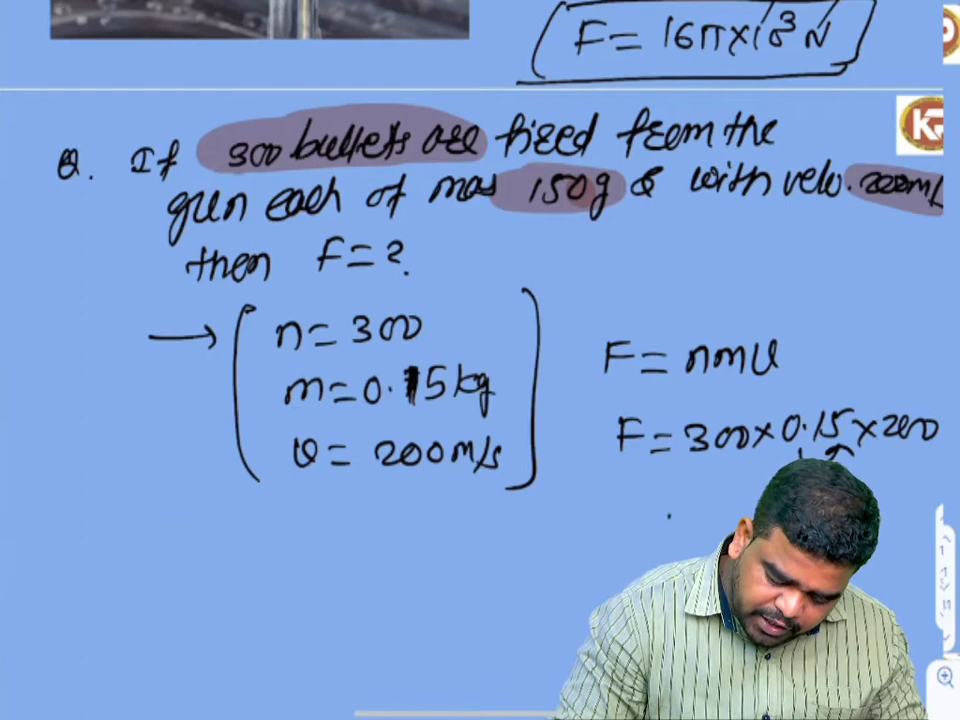 F = 16π×10³ N
Q. If 300 bullets are fired from the
gun each of mas 150g & with velo. 200m/
then F = ?
→ n = 300
m = 0.15 kg
v = 200 m/s
F = nmv
F = 300 × 0.15 × 200